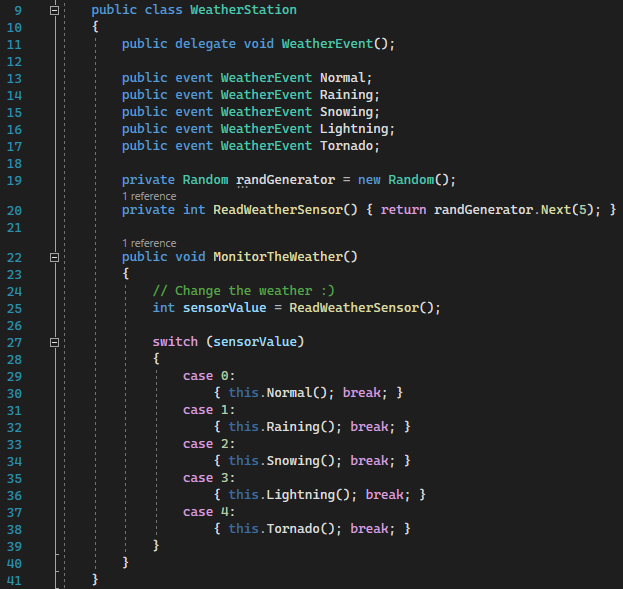 9 public class WeatherStation
10 {
11 public delegate void WeatherEvent();
12
13 public event WeatherEvent Normal;
14 public event WeatherEvent Raining;
15 public event WeatherEvent Snowing;
16 public event WeatherEvent Lightning;
17 public event WeatherEvent Tornado;
18
19 private Random randGenerator = new Random();
1 reference
20 private int ReadWeatherSensor() { return randGenerator.Next(5); }
21
1 reference
22 public void MonitorTheWeather()
23 {
24 // Change the weather :)
25 int sensorValue = ReadWeatherSensor();
26
27 switch (sensorValue)
28 {
29 case 0:
30 { this.Normal(); break; }
31 case 1:
32 { this.Raining(); break; }
33 case 2:
34 { this.Snowing(); break; }
35 case 3:
36 { this.Lightning(); break; }
37 case 4:
38 { this.Tornado(); break; }
39 }
40 }
41 }